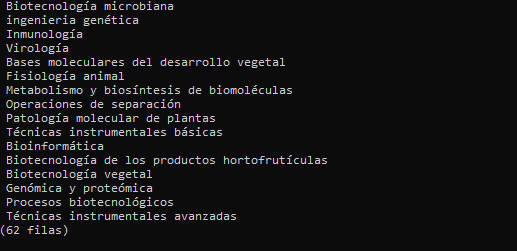 Biotecnología microbiana
ingenieria genética
Inmunología
Virología
Bases moleculares del desarrollo vegetal
Fisiología animal
Metabolismo y biosíntesis de biomoléculas
Operaciones de separación
Patología molecular de plantas
Técnicas instrumentales básicas
Bioinformática
Biotecnología de los productos hortofrutículas
Biotecnología vegetal
Genómica y proteómica
Procesos biotecnológicos
Técnicas instrumentales avanzadas
(62 filas)